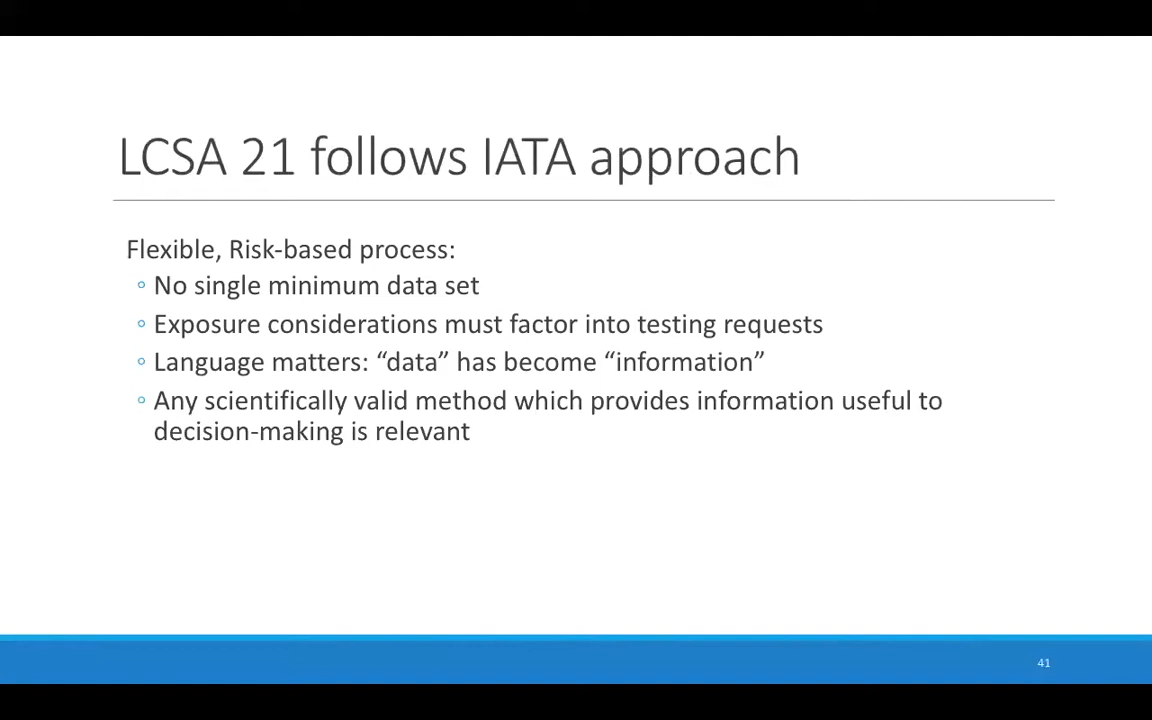 LCSA 21 follows IATA approach
Flexible, Risk-based process:
◦ No single minimum data set
◦ Exposure considerations must factor into testing requests
◦ Language matters: “data” has become “information”
◦ Any scientifically valid method which provides information useful to
decision-making is relevant
41